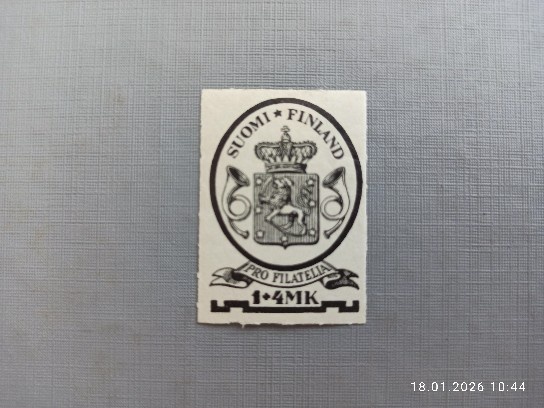 SUOMI ★ FINLAND
PRO FILATELIA
1+4MK
18.01.2026 10:44